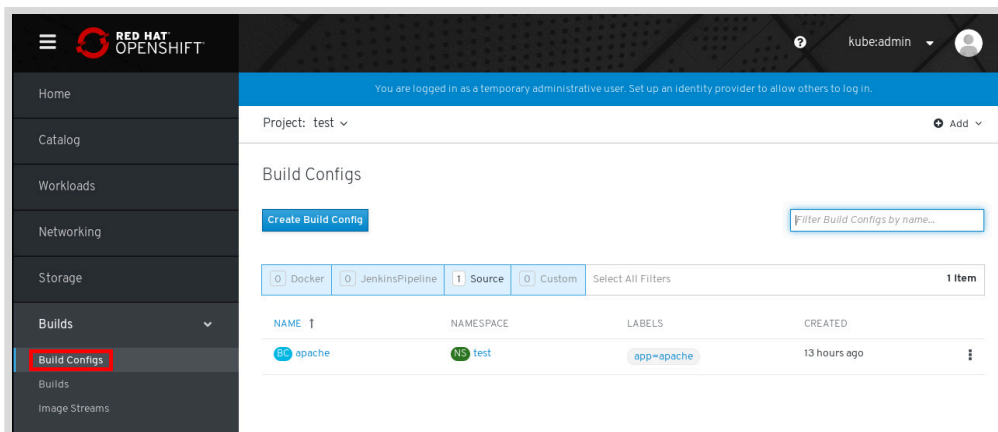 RED HAT
OPENSHIFT
kube:admin
Home
Catalog
Workloads
Networking
Storage
Builds
Build Configs
Builds
Image Streams
You are logged in as a temporary administrative user. Set up an identity provider to allow others to log in.
Project: test
Add
Build Configs
Create Build Config
Filter Build Configs by name...
0 Docker 0 JenkinsPipeline 1 Source 0 Custom Select All Filters 1 Item
NAME NAMESPACE LABELS CREATED
BC apache NS test app=apache 13 hours ago